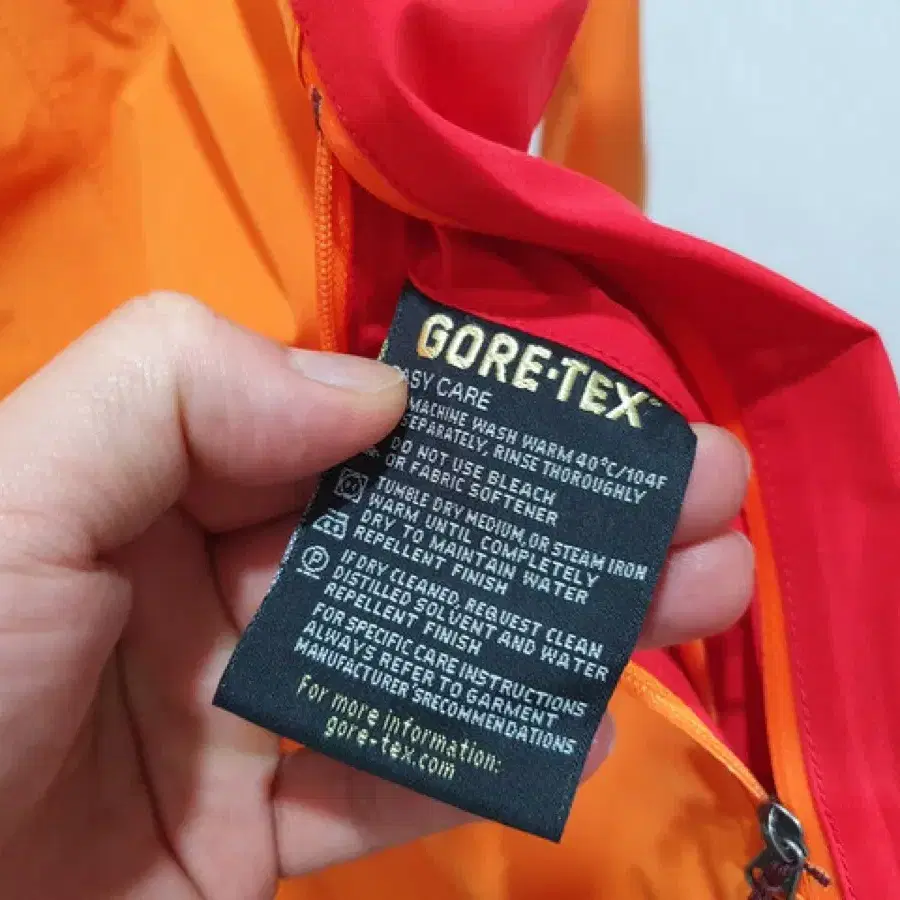 GORE-TEX
EASY CARE
MACHINE WASH WARM 40°C/104F
SEPARATELY, RINSE THOROUGHLY
DO NOT USE BLEACH
OR FABRIC SOFTENER
TUMBLE DRY MEDIUM, OR STEAM IRON
WARM UNTIL COMPLETELY
DRY TO MAINTAIN WATER
REPELLENT FINISH
IF DRY CLEANED, REQUEST CLEAN
DISTILLED SOLVENT AND WATER
REPELLENT FINISH
FOR SPECIFIC CARE INSTRUCTIONS
ALWAYS REFER TO GARMENT
MANUFACTURER'SRECOMMENDATIONS
For more information:
gore-tex.com